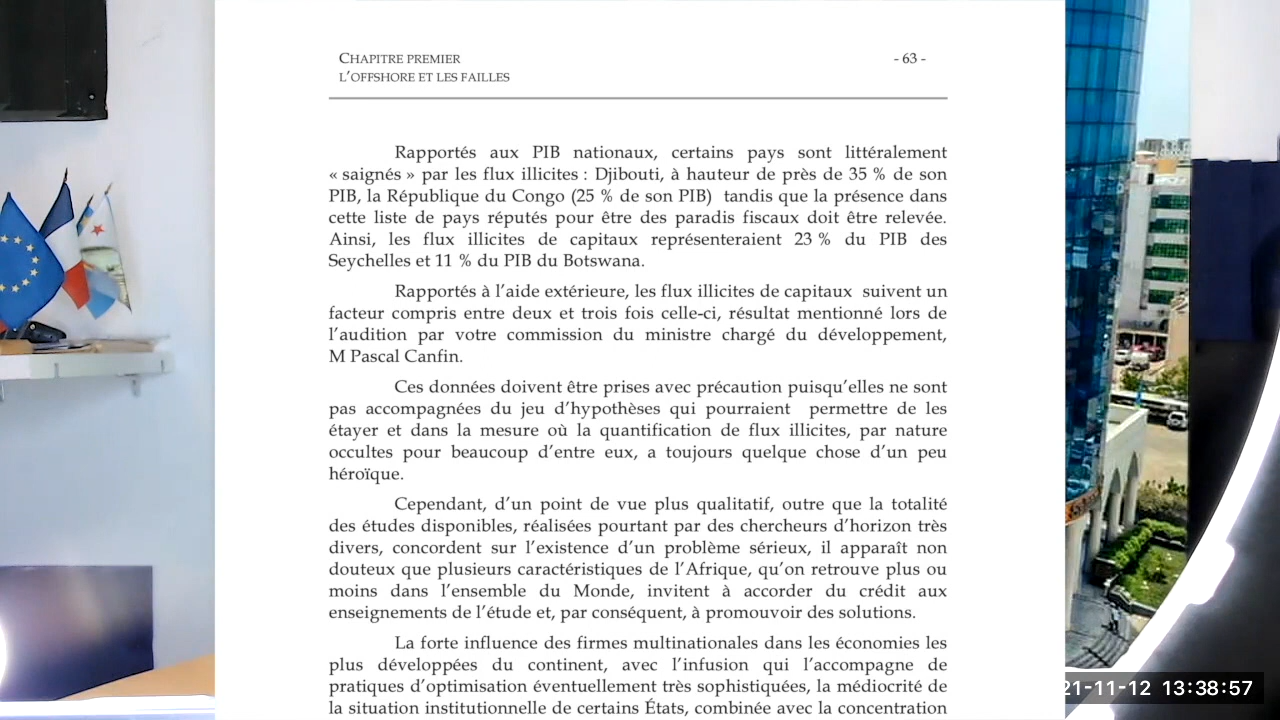 CHAPITRE PREMIER
- 63 -
L’OFFSHORE ET LES FAILLES
Rapportés aux PIB nationaux, certains pays sont littéralement
« saignés » par les flux illicites : Djibouti, à hauteur de près de 35 % de son
PIB, la République du Congo (25 % de son PIB) tandis que la présence dans
cette liste de pays réputés pour être des paradis fiscaux doit être relevée.
Ainsi, les flux illicites de capitaux représenteraient 23 % du PIB des
Seychelles et 11 % du PIB du Botswana.
Rapportés à l’aide extérieure, les flux illicites de capitaux suivent un
facteur compris entre deux et trois fois celle-ci, résultat mentionné lors de
l’audition par votre commission du ministre chargé du développement,
M Pascal Canfin.
Ces données doivent être prises avec précaution puisqu’elles ne sont
pas accompagnées du jeu d’hypothèses qui pourraient permettre de les
étayer et dans la mesure où la quantification de flux illicites, par nature
occultes pour beaucoup d’entre eux, a toujours quelque chose d’un peu
héroïque.
Cependant, d’un point de vue plus qualitatif, outre que la totalité
des études disponibles, réalisées pourtant par des chercheurs d’horizon très
divers, concordent sur l’existence d’un problème sérieux, il apparaît non
douteux que plusieurs caractéristiques de l’Afrique, qu’on retrouve plus ou
moins dans l’ensemble du Monde, invitent à accorder du crédit aux
enseignements de l’étude et, par conséquent, à promouvoir des solutions.
La forte influence des firmes multinationales dans les économies les
plus développées du continent, avec l’infusion qui l’accompagne de
pratiques d’optimisation éventuellement très sophistiquées, la médiocrité de
la situation institutionnelle de certains États, combinée avec la concentration
21-11-12 13:38:57